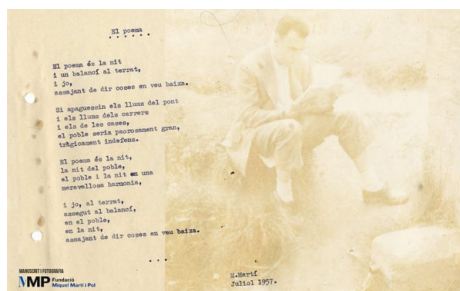 El poema
El poema és la nit
i un balancí al terrat,
i jo,
assajant de dir coses en veu baixa.
Si apaguessin els llums del pont
i els llums dels carrers
i els de les cases,
el poble seria paorosament gran,
tràgicament indefens.
El poema és la nit,
la nit del poble,
el poble i la nit en una
meravellosa harmonia,
i jo, al terrat,
assegut al balancí,
en el poble,
en la nit,
assajant de dir coses en veu baixa.
...
M.Martí
Juliol 1957.
MANUSCRIT I FOTOGRAFIA
MMP Fundació
Miquel Martí i Pol